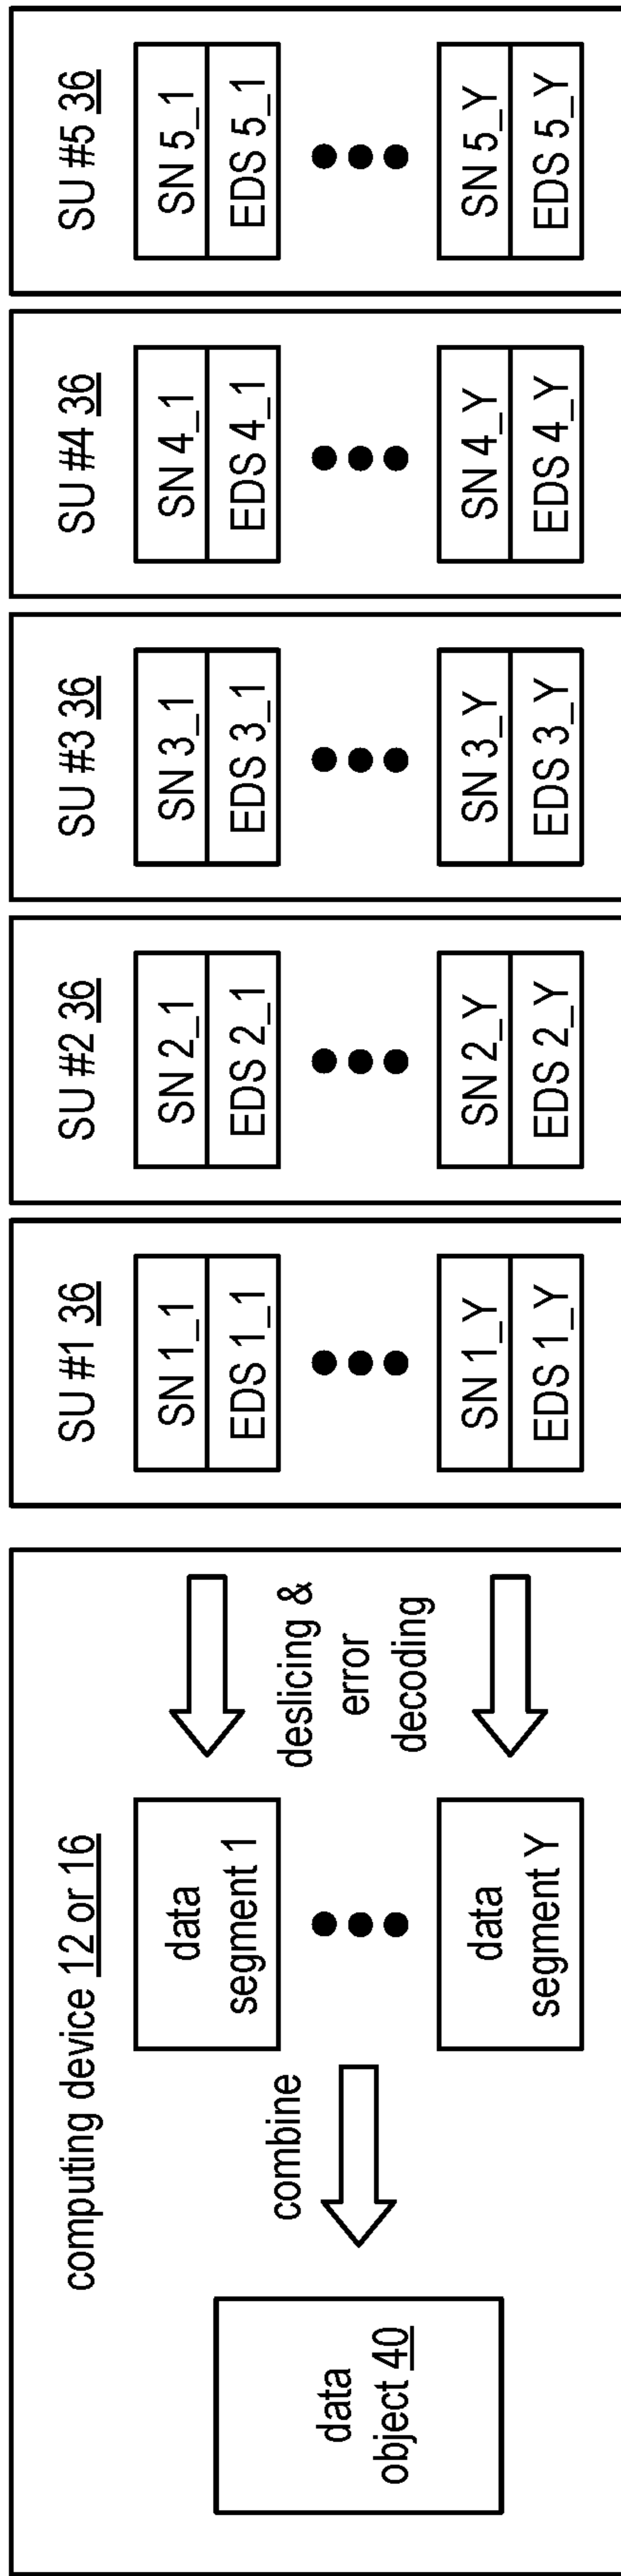 computing device 12 or 16
data
object 40
combine
data
segment 1
data
segment Y
deslicing &
error
decoding
SU #1 36
SN 1_1
EDS 1_1
SN 1_Y
EDS 1_Y
SU #2 36
SN 2_1
EDS 2_1
SN 2_Y
EDS 2_Y
SU #3 36
SN 3_1
EDS 3_1
SN 3_Y
EDS 3_Y
SU #4 36
SN 4_1
EDS 4_1
SN 4_Y
EDS 4_Y
SU #5 36
SN 5_1
EDS 5_1
SN 5_Y
EDS 5_Y